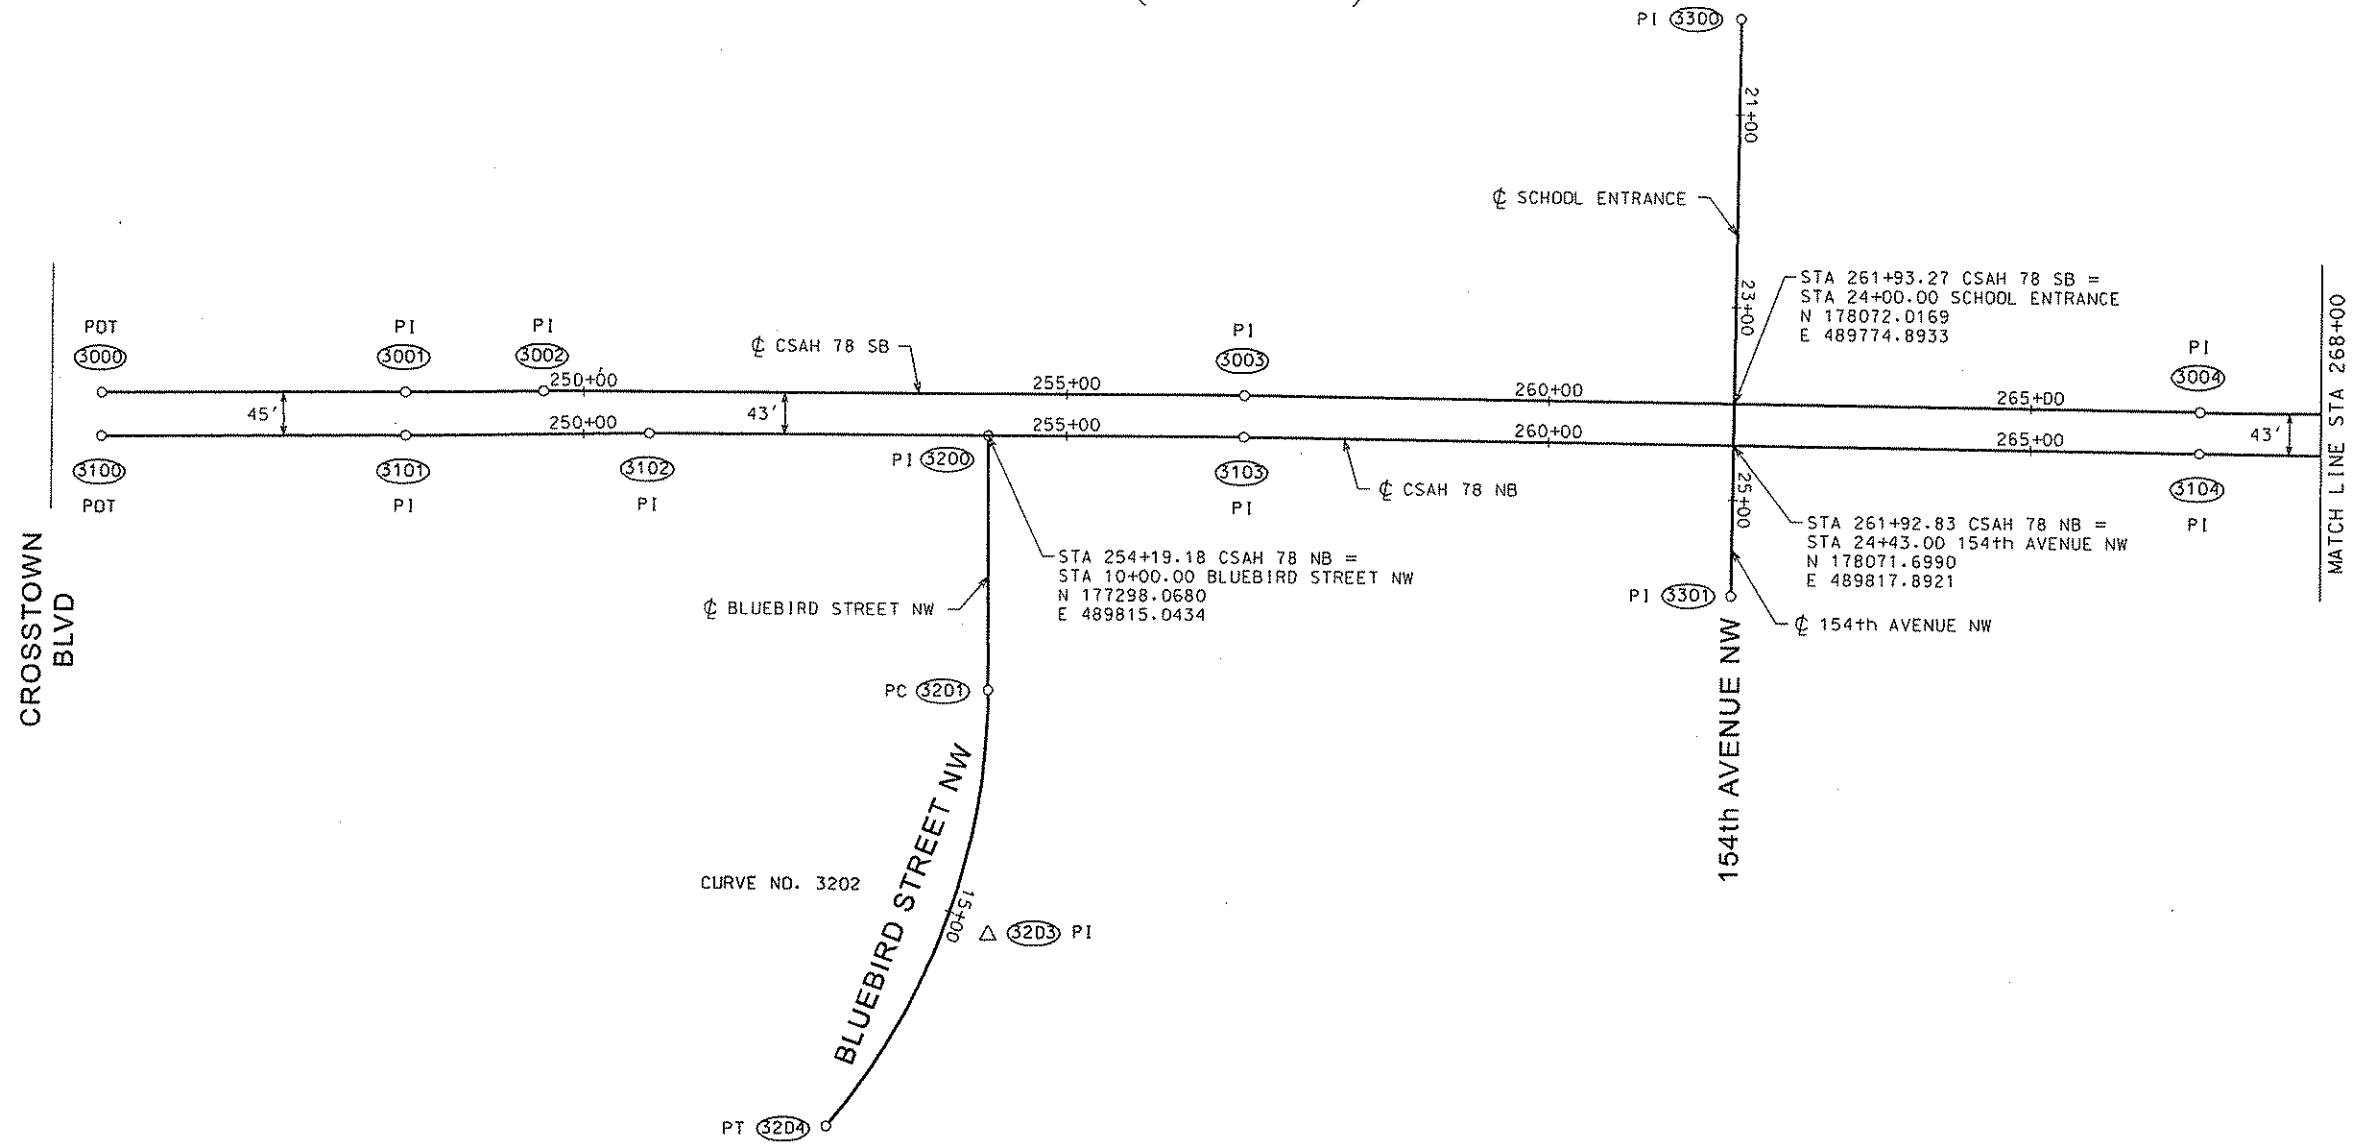 PI 3300
21+00
℄ SCHOOL ENTRANCE
23+00
STA 261+93.27 CSAH 78 SB =
STA 24+00.00 SCHOOL ENTRANCE
N 178072.0169
E 489774.8933
POT
3000
PI
3001
PI
3002
250+00
℄ CSAH 78 SB
255+00
PI
3003
260+00
265+00
PI
3004
MATCH LINE STA 268+00
45'
43'
43'
250+00
255+00
260+00
265+00
3100
POT
3101
PI
3102
PI
PI 3200
3103
PI
℄ CSAH 78 NB
25+00
3104
PI
STA 261+92.83 CSAH 78 NB =
STA 24+43.00 154th AVENUE NW
N 178071.6990
E 489817.8921
CROSSTOWN
BLVD
STA 254+19.18 CSAH 78 NB =
STA 10+00.00 BLUEBIRD STREET NW
N 177298.0680
E 489815.0434
℄ BLUEBIRD STREET NW
PI 3301
℄ 154th AVENUE NW
154th AVENUE NW
PC 3201
BLUEBIRD STREET NW
CURVE NO. 3202
15+00
3203 PI
PT 3204